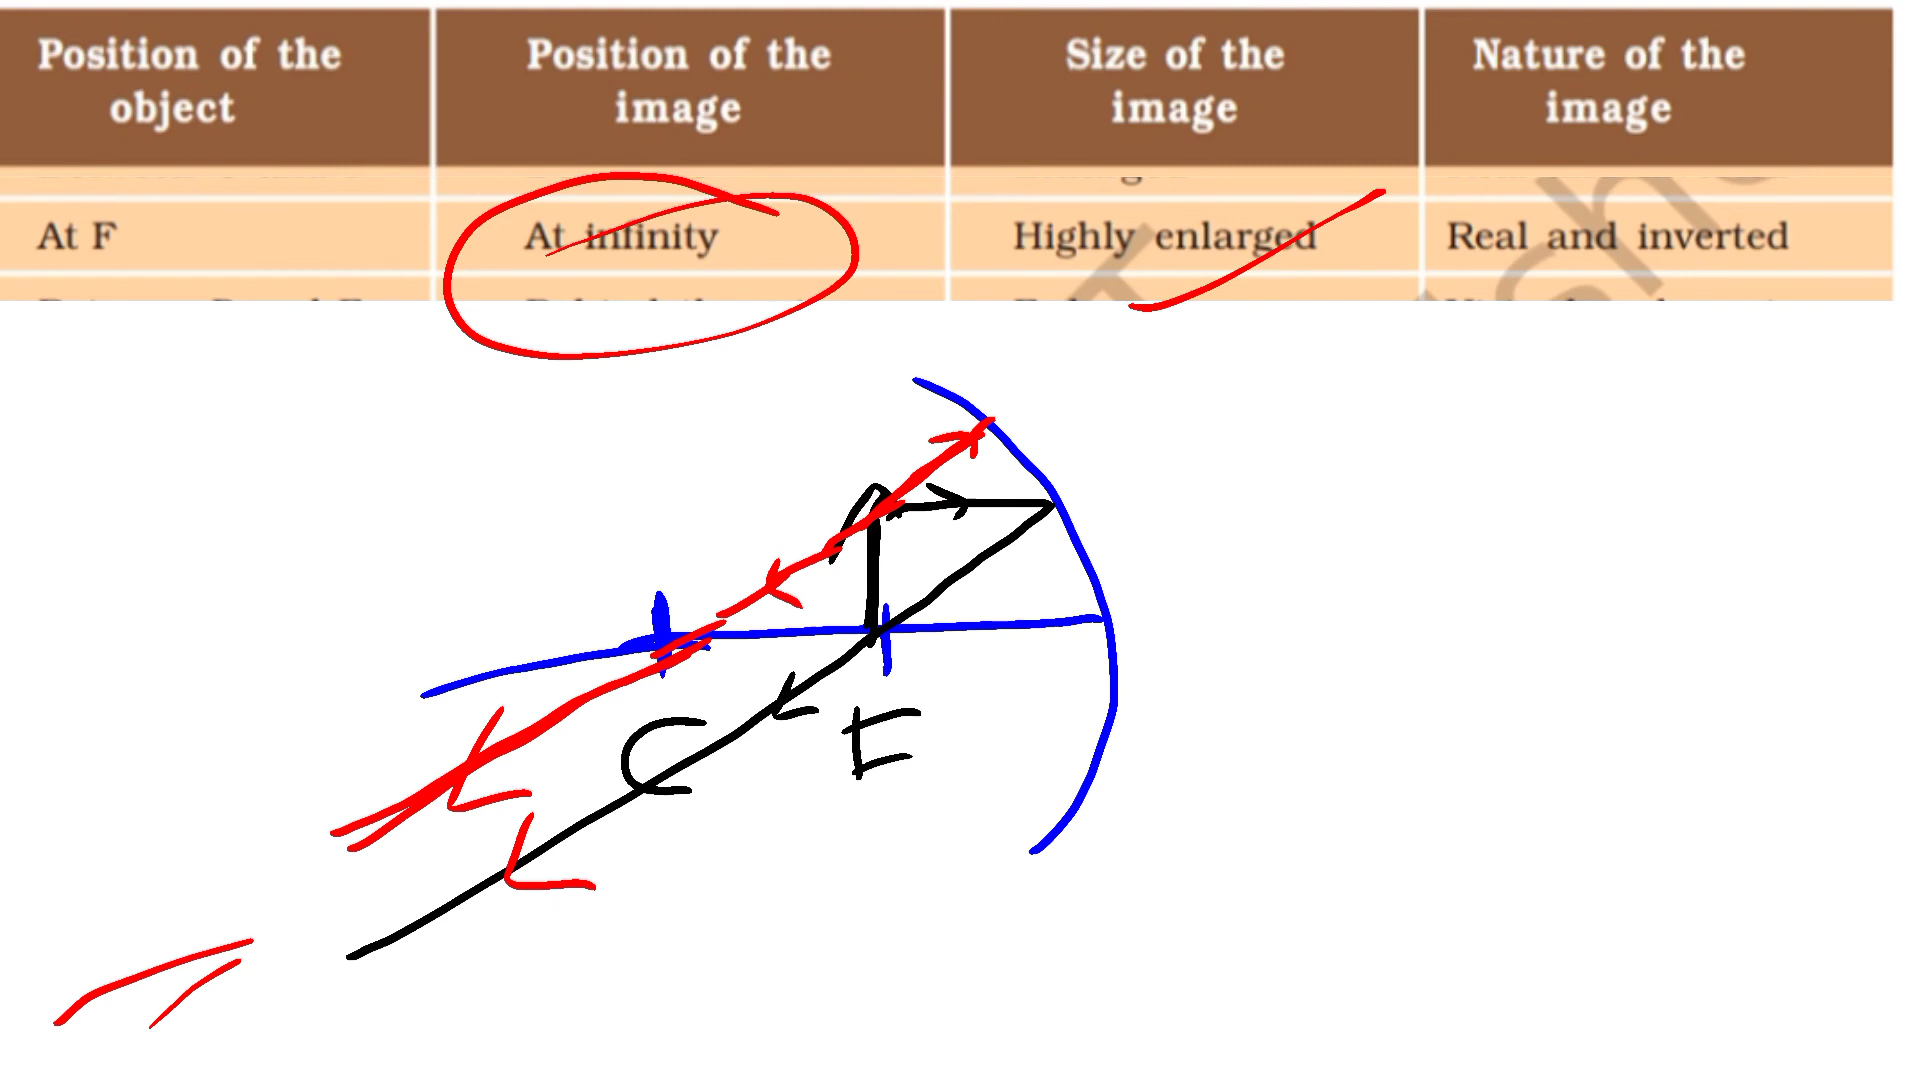 Position of the object
Position of the image
Size of the image
Nature of the image
At F
At infinity
Highly enlarged
Real and inverted
C
F